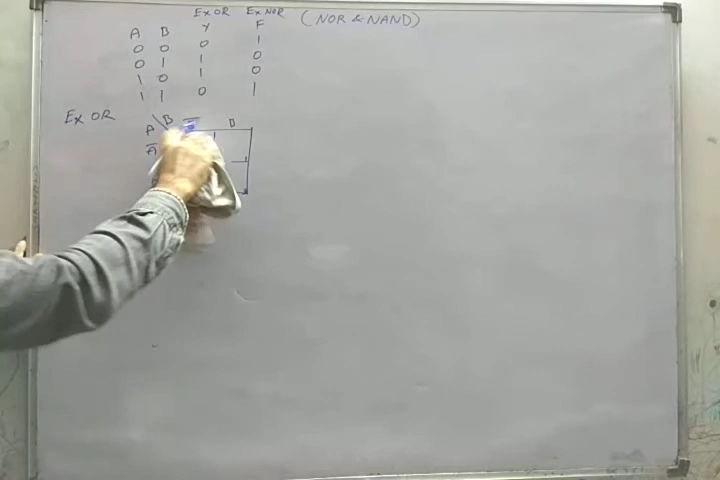 Ex OR Ex NOR (NOR & NAND)
A B Y F
0 0 0 1
0 1 1 0
1 0 1 0
1 1 0 1
Ex OR
B B
A
A̅